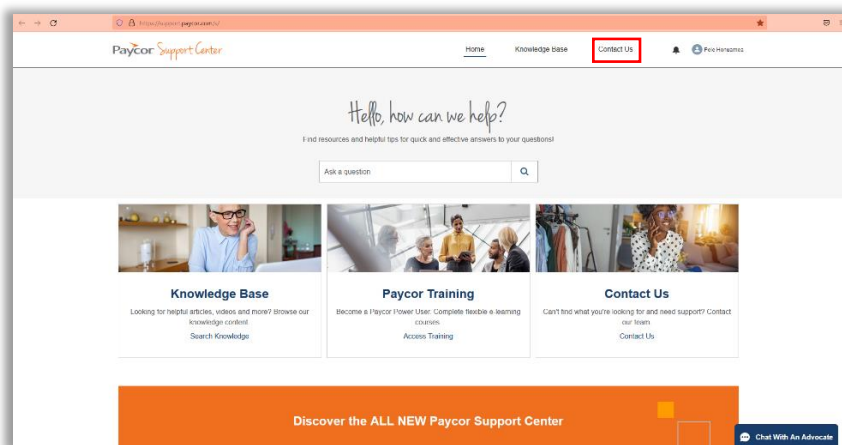 https://support.paycor.com/s/
Paycor Support Center
Home Knowledge Base Contact Us
Hello, how can we help?
Find resources and helpful tips for quick and effective answers to your questions!
Ask a question
Knowledge Base
Looking for helpful articles, videos and more? Browse our
knowledge content.
Search Knowledge
Paycor Training
Become a Paycor Power User. Complete flexible e-learning
courses.
Access Training
Contact Us
Can't find what you're looking for and need support? Contact
our team.
Contact Us
Discover the ALL NEW Paycor Support Center
Chat With An Advocate